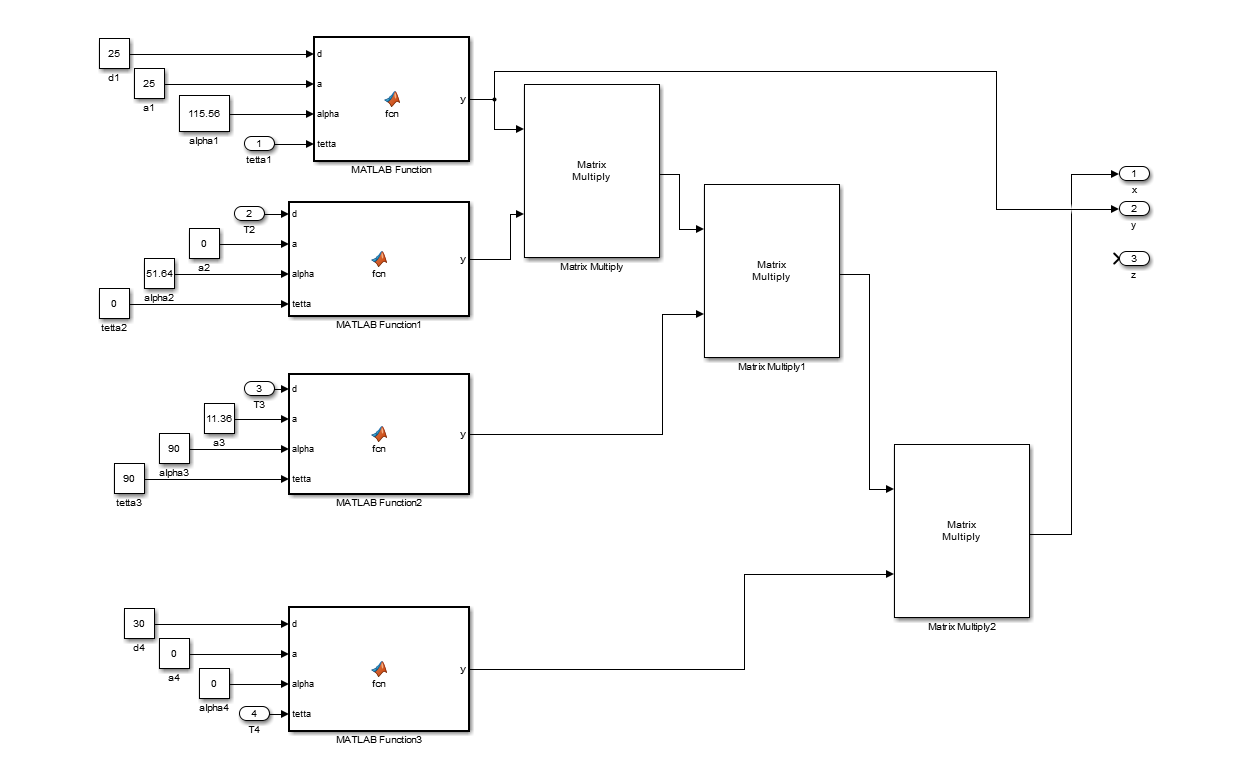 25
d
d1
25
a
a1
y
115.56
alpha
fcn
alpha1
1
tetta
tetta1
MATLAB Function
Matrix
Multiply
Matrix Multiply
2
d
T2
0
a
a2
y
51.64
alpha
fcn
alpha2
0
tetta
tetta2
MATLAB Function1
Matrix
Multiply
Matrix Multiply1
1
x
2
y
3
z
3
d
T3
11.36
a
a3
y
90
alpha
fcn
alpha3
90
tetta
tetta3
MATLAB Function2
Matrix
Multiply
Matrix Multiply2
30
d
d4
0
a
a4
y
0
alpha
fcn
alpha4
4
tetta
T4
MATLAB Function3